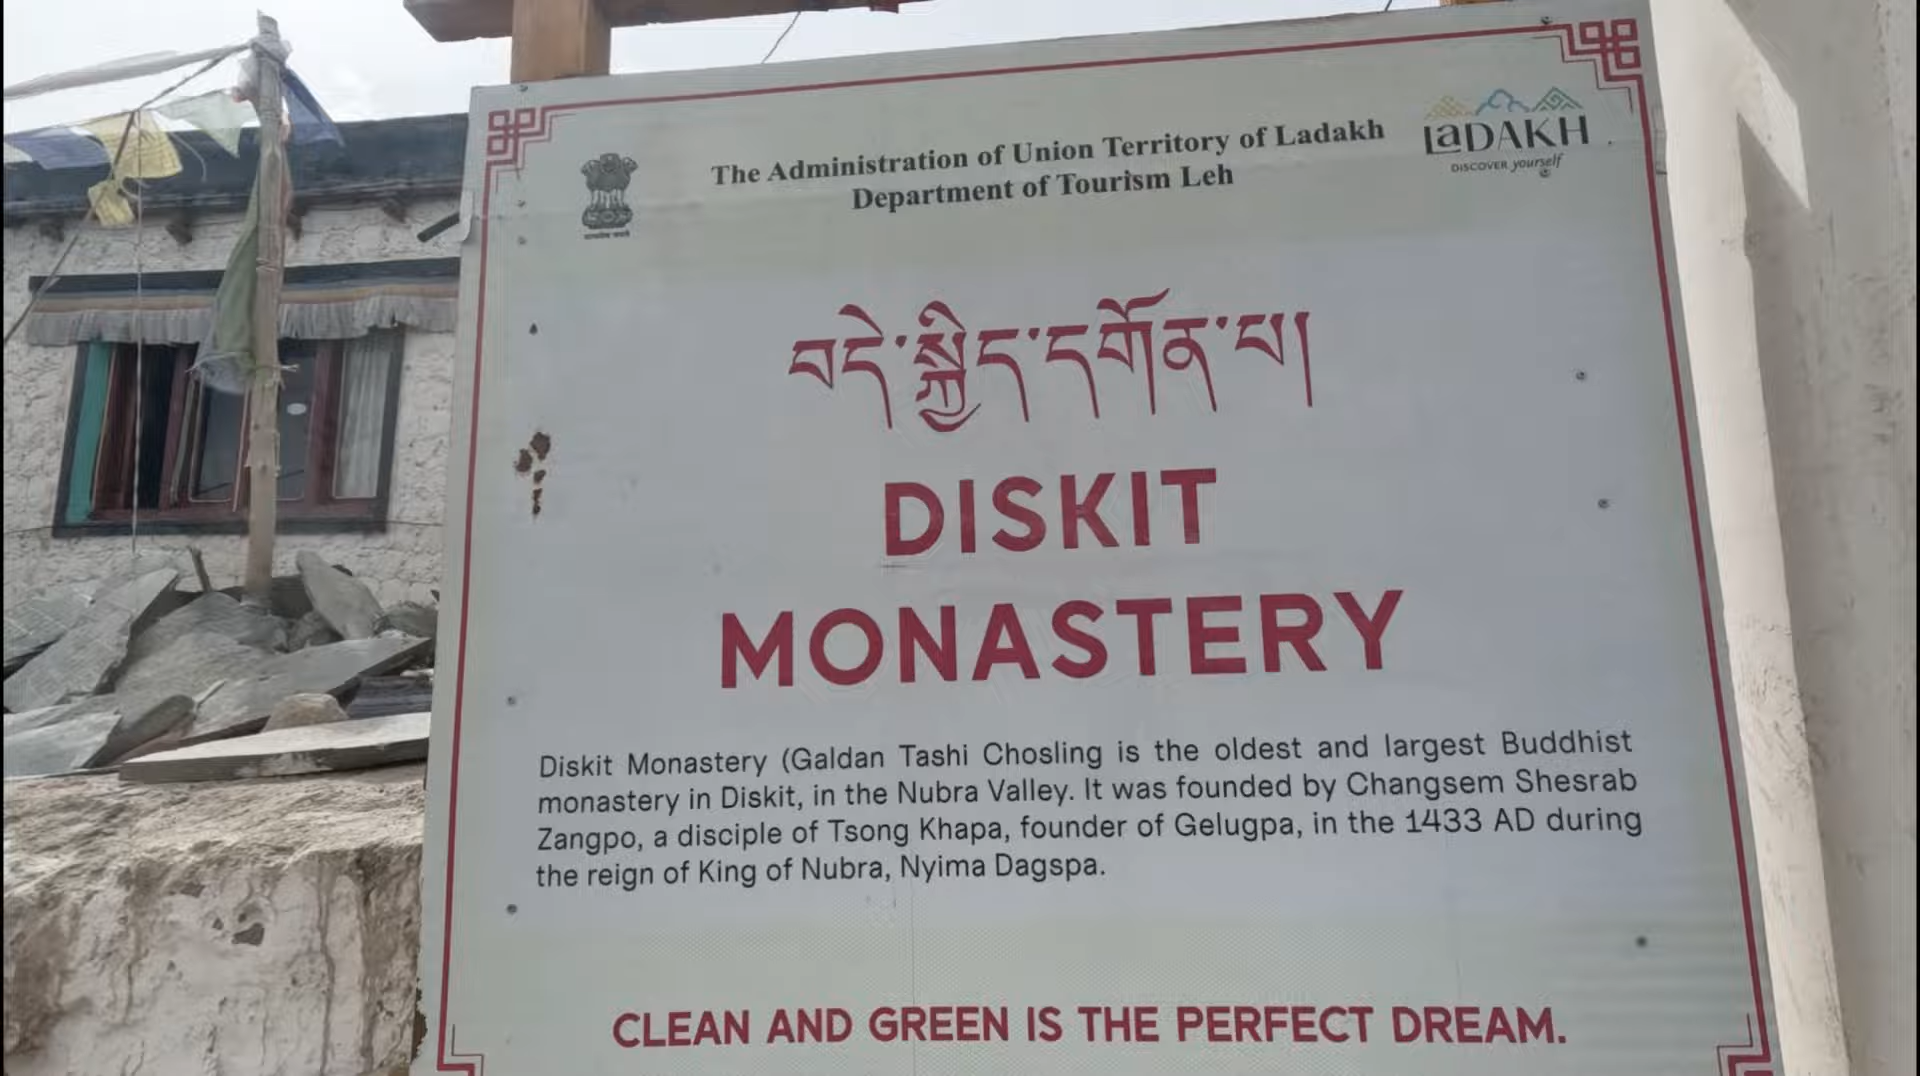 The Administration of Union Territory of Ladakh
Department of Tourism Leh
LaDAKH
DISCOVER yourself
བདེ་སྐྱིད་དགོན་པ།
DISKIT
MONASTERY
Diskit Monastery (Galdan Tashi Chosling is the oldest and largest Buddhist
monastery in Diskit, in the Nubra Valley. It was founded by Changsem Shesrab
Zangpo, a disciple of Tsong Khapa, founder of Gelugpa, in the 1433 AD during
the reign of King of Nubra, Nyima Dagspa.
CLEAN AND GREEN IS THE PERFECT DREAM.